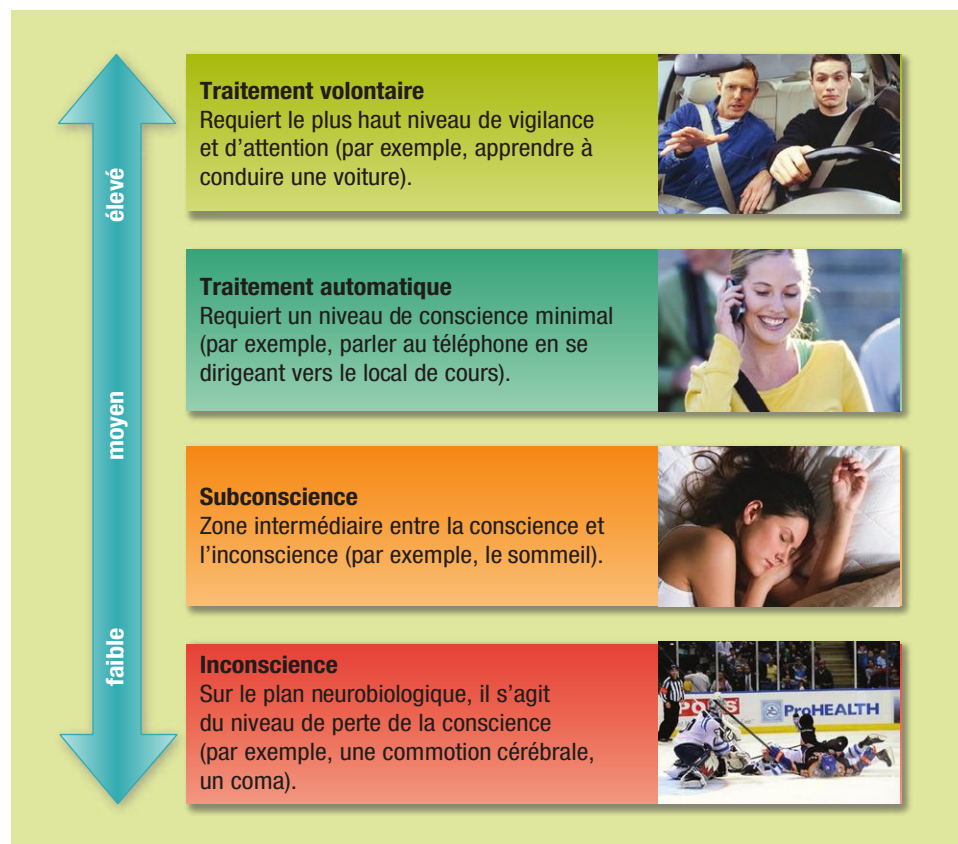 élevé
moyen
faible
Traitement volontaire
Requiert le plus haut niveau de vigilance
et d'attention (par exemple, apprendre à
conduire une voiture).
Traitement automatique
Requiert un niveau de conscience minimal
(par exemple, parler au téléphone en se
dirigeant vers le local de cours).
Subconscience
Zone intermédiaire entre la conscience et
l'inconscience (par exemple, le sommeil).
Inconscience
Sur le plan neurobiologique, il s'agit
du niveau de perte de la conscience
(par exemple, une commotion cérébrale,
un coma).
ProHEALTH